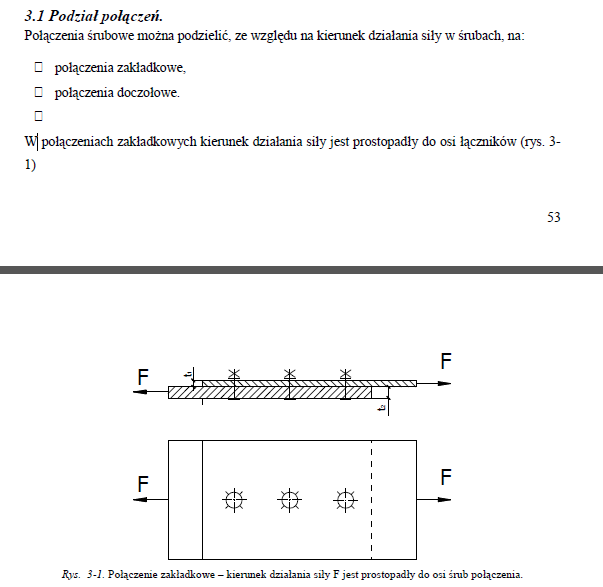 3.1 Podział połączeń.
Połączenia śrubowe można podzielić, ze względu na kierunek działania siły w śrubach, na:
połączenia zakładkowe,
połączenia doczołowe.
W połączeniach zakładkowych kierunek działania siły jest prostopadły do osi łączników (rys. 3-
1)
53
F
t₁
F
t₂
F
F
Rys. 3-1. Połączenie zakładkowe – kierunek działania siły F jest prostopadły do osi śrub połączenia.